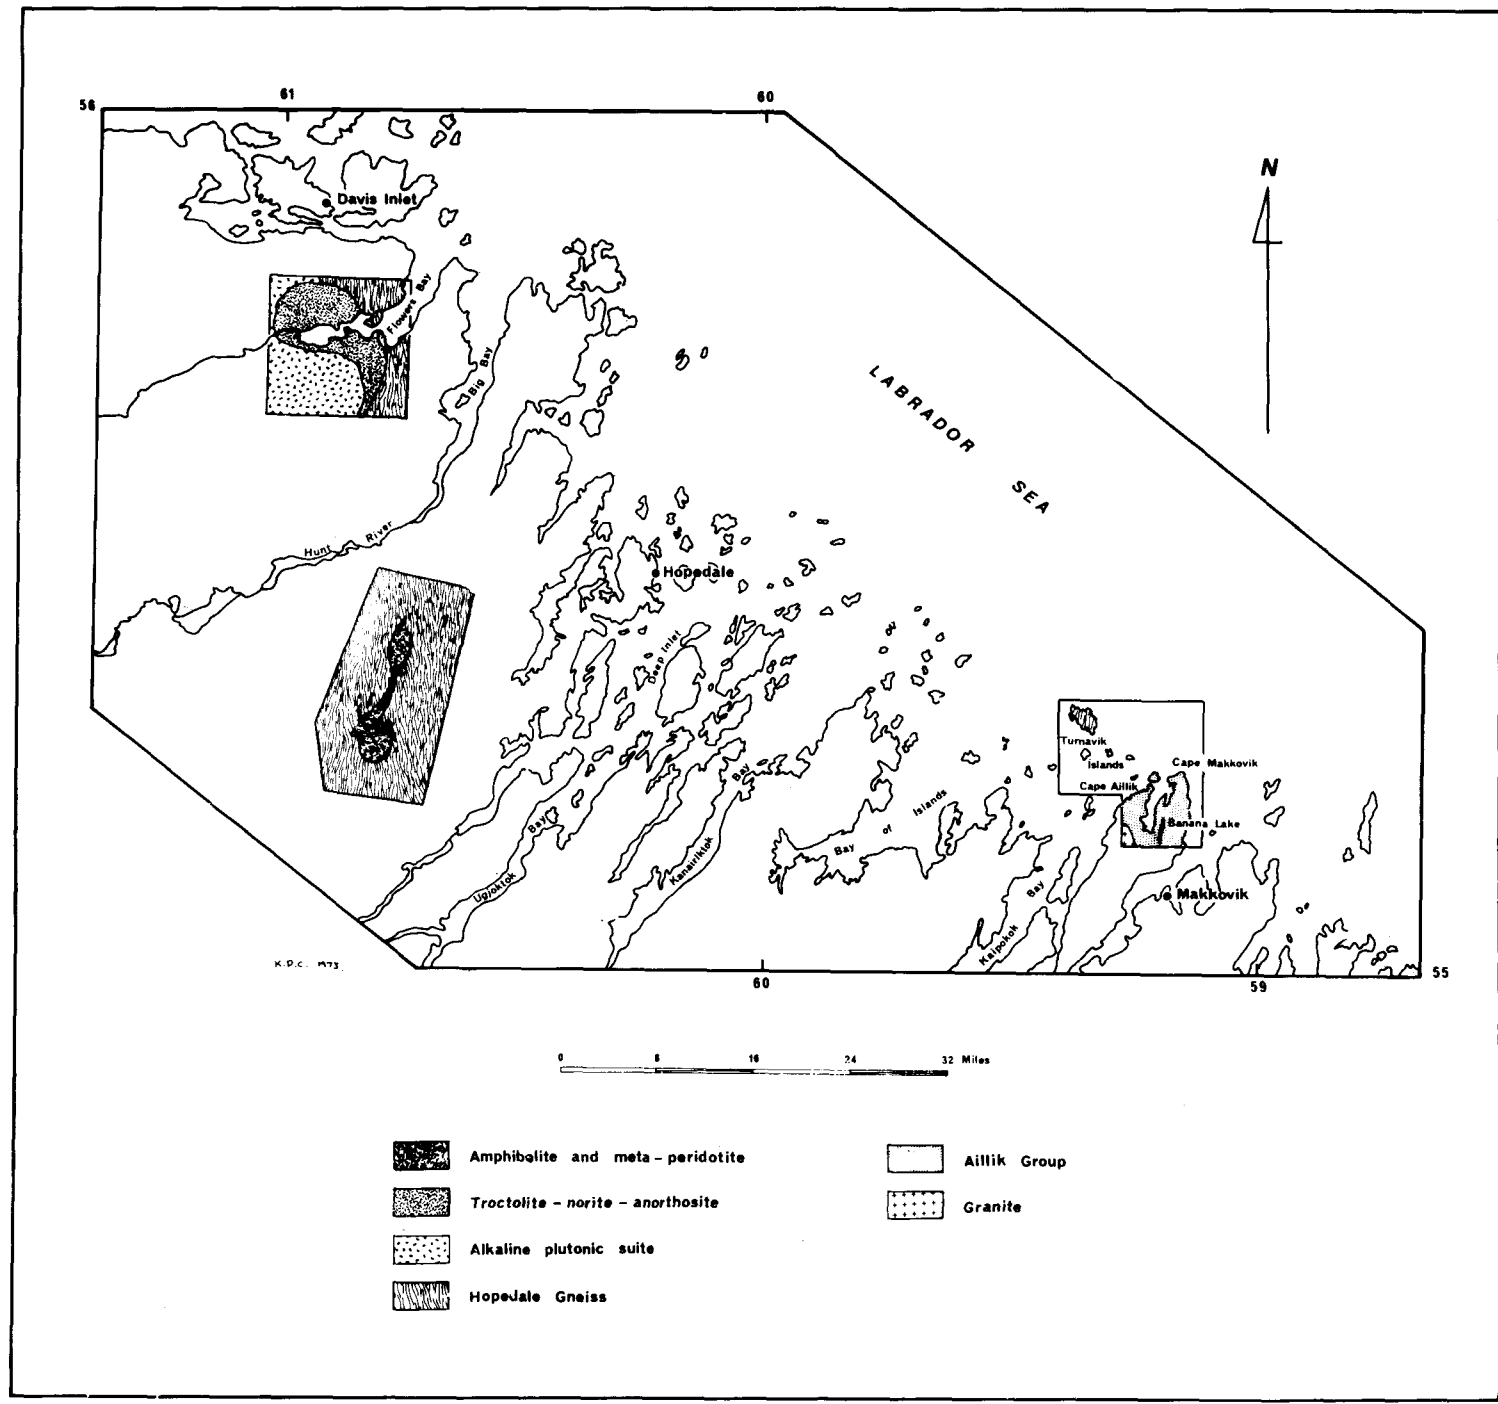 61
60
56
N
Davis Inlet
Flowers Bay
Big Bay
LABRADOR SEA
Hunt River
Hopedale
Deep Inlet
Turnavik
Islands
Cape Makkovik
Cape Aillik
Banana Lake
Bay of Islands
Ugjoktok Bay
Kanairiktok Bay
Kaipokok Bay
Makkovik
K.D.C. 1973
60
59
55
0 8 16 24 32 Miles
Amphibolite and meta-peridotite
Troctolite - norite - anorthosite
Alkaline plutonic suite
Hopedale Gneiss
Aillik Group
Granite